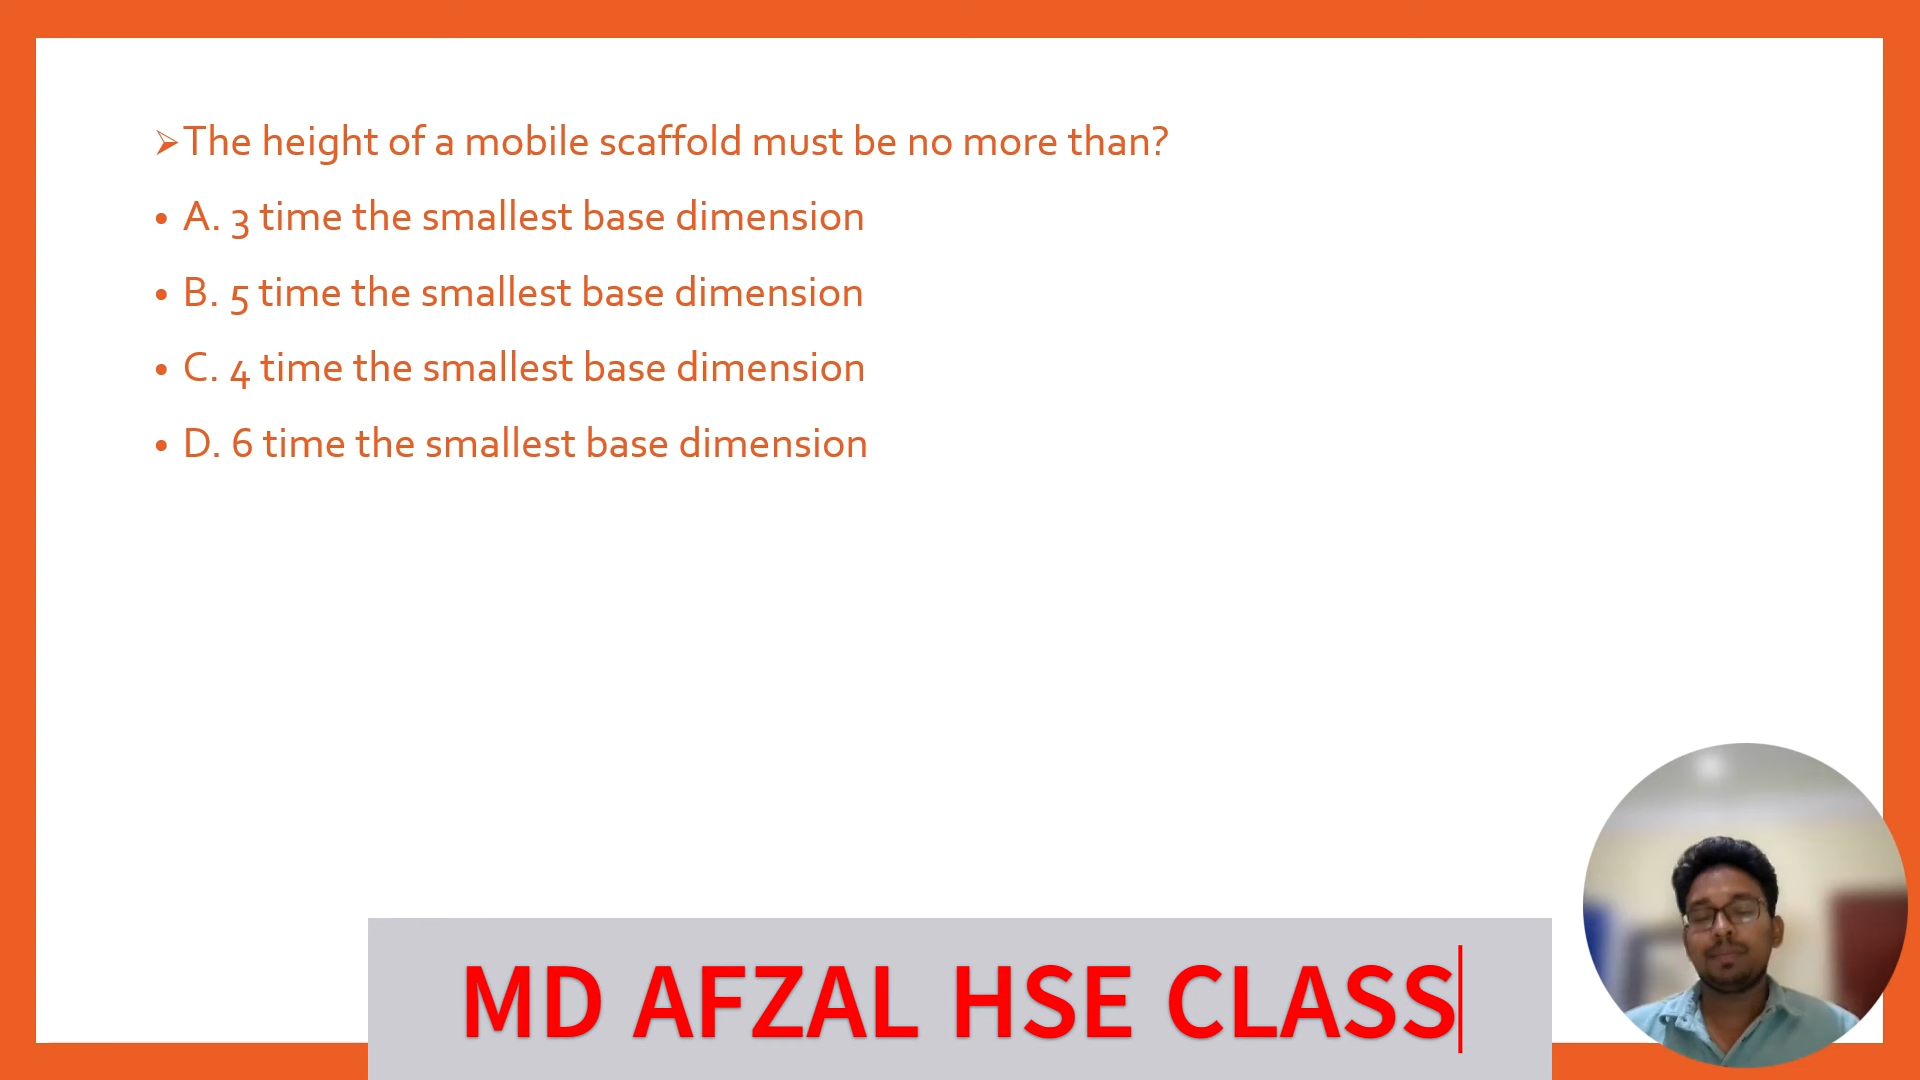 ➢The height of a mobile scaffold must be no more than?
• A. 3 time the smallest base dimension
• B. 5 time the smallest base dimension
• C. 4 time the smallest base dimension
• D. 6 time the smallest base dimension
MD AFZAL HSE CLASS